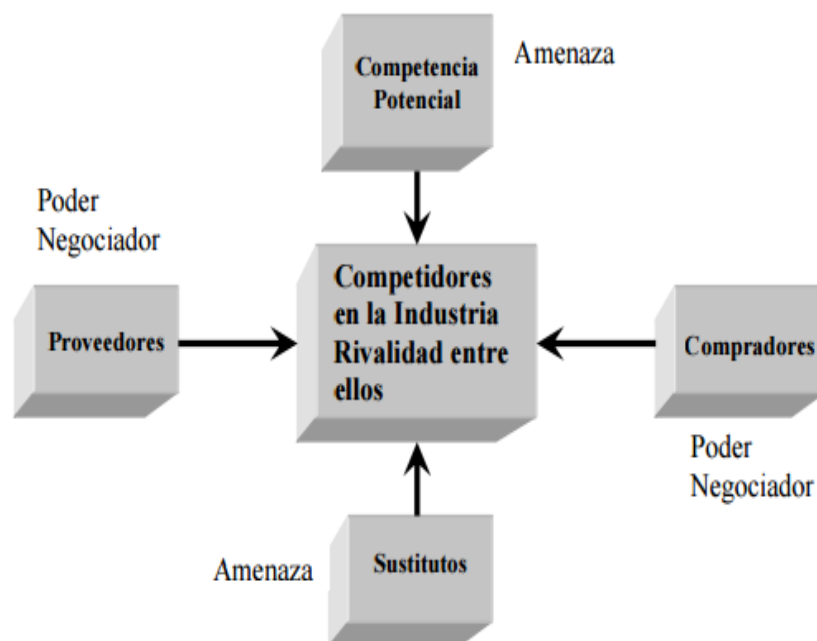 Competencia
Potencial
Amenaza
Poder
Negociador
Proveedores
Competidores
en la Industria
Rivalidad entre
ellos
Compradores
Poder
Negociador
Amenaza
Sustitutos